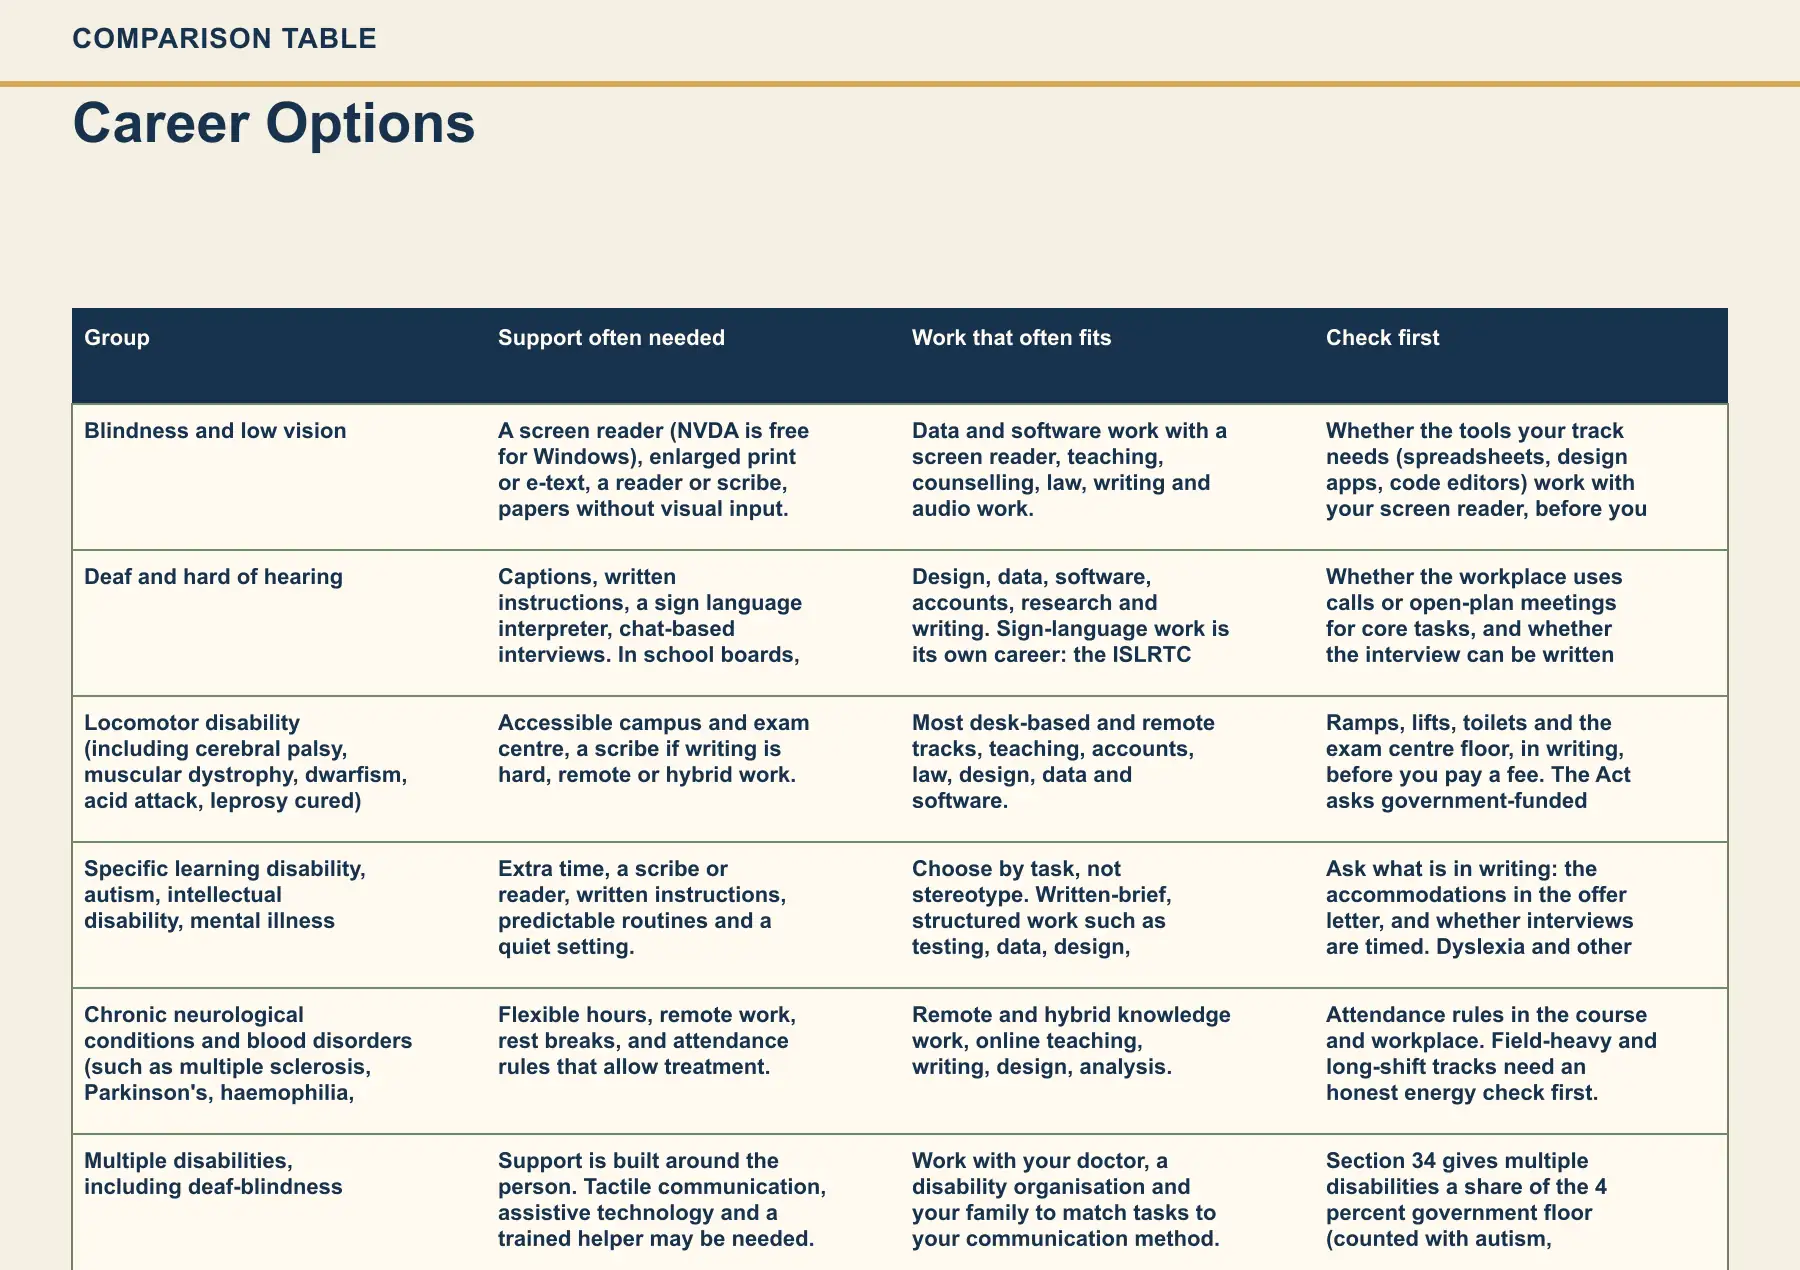 COMPARISON TABLE
Career Options
Group
Support often needed
Work that often fits
Check first
Blindness and low vision
A screen reader (NVDA is free
for Windows), enlarged print
or e-text, a reader or scribe,
papers without visual input.
Data and software work with a
screen reader, teaching,
counselling, law, writing and
audio work.
Whether the tools your track
needs (spreadsheets, design
apps, code editors) work with
your screen reader, before you
Deaf and hard of hearing
Captions, written
instructions, a sign language
interpreter, chat-based
interviews. In school boards,
Design, data, software,
accounts, research and
writing. Sign-language work is
its own career: the ISLRTC
Whether the workplace uses
calls or open-plan meetings
for core tasks, and whether
the interview can be written
Locomotor disability
(including cerebral palsy,
muscular dystrophy, dwarfism,
acid attack, leprosy cured)
Accessible campus and exam
centre, a scribe if writing is
hard, remote or hybrid work.
Most desk-based and remote
tracks, teaching, accounts,
law, design, data and
software.
Ramps, lifts, toilets and the
exam centre floor, in writing,
before you pay a fee. The Act
asks government-funded
Specific learning disability,
autism, intellectual
disability, mental illness
Extra time, a scribe or
reader, written instructions,
predictable routines and a
quiet setting.
Choose by task, not
stereotype. Written-brief,
structured work such as
testing, data, design,
Ask what is in writing: the
accommodations in the offer
letter, and whether interviews
are timed. Dyslexia and other
Chronic neurological
conditions and blood disorders
(such as multiple sclerosis,
Parkinson's, haemophilia,
Flexible hours, remote work,
rest breaks, and attendance
rules that allow treatment.
Remote and hybrid knowledge
work, online teaching,
writing, design, analysis.
Attendance rules in the course
and workplace. Field-heavy and
long-shift tracks need an
honest energy check first.
Multiple disabilities,
including deaf-blindness
Support is built around the
person. Tactile communication,
assistive technology and a
trained helper may be needed.
Work with your doctor, a
disability organisation and
your family to match tasks to
your communication method.
Section 34 gives multiple
disabilities a share of the 4
percent government floor
(counted with autism,